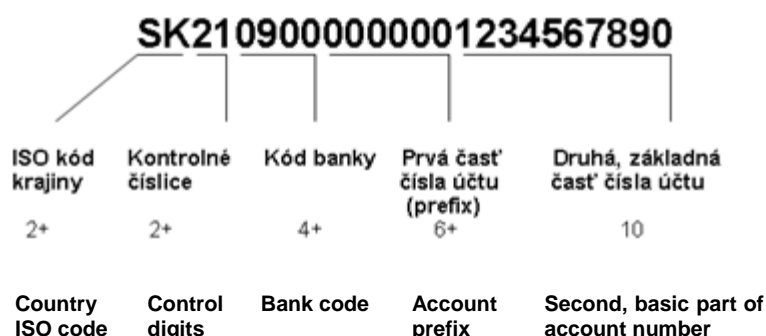 SK2109000000001234567890
ISO kód Kontrolné Kód banky Prvá časť Druhá, základná
krajiny číslice čísla účtu časť čísla účtu
(prefix)
2+ 2+ 4+ 6+ 10
Country Control Bank code Account Second, basic part of
ISO code digits prefix account number